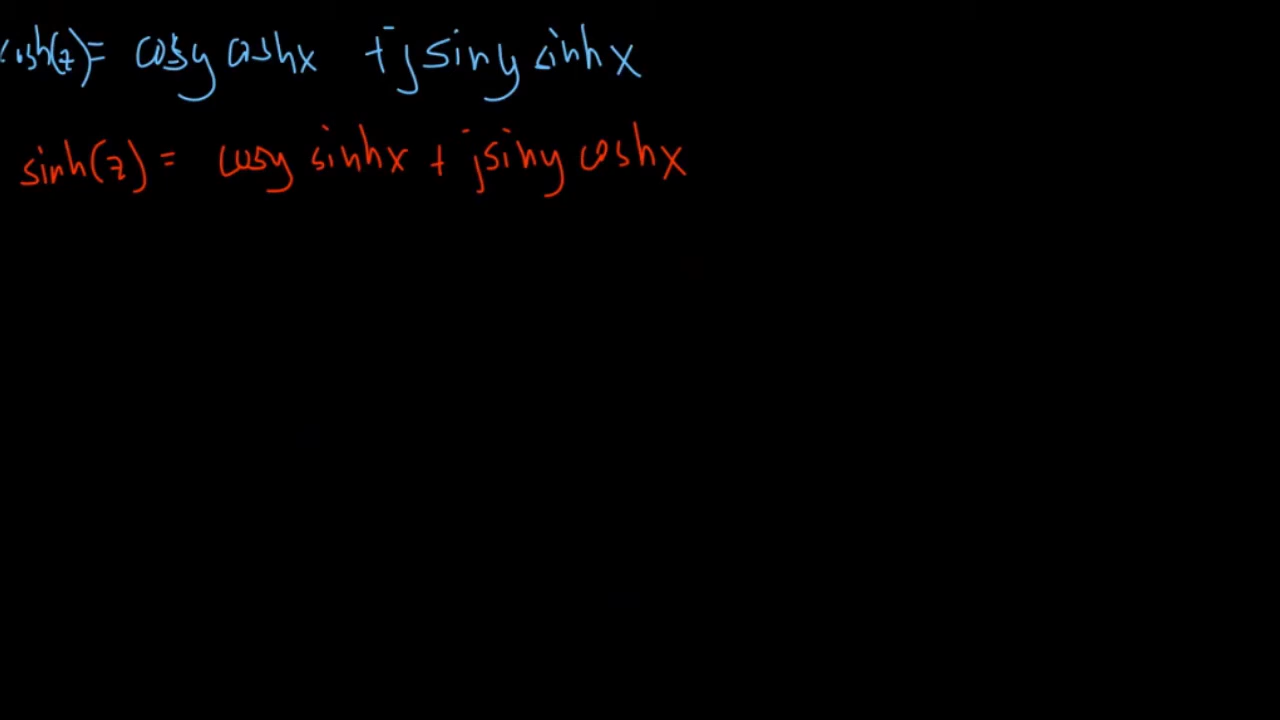 cosh(z) = cosy coshx + jsiny sinhx
sinh(z) = cosy sinhx + jsiny coshx